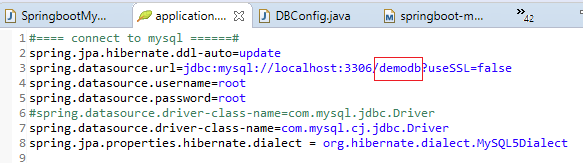 SpringbootMy... application.... DBConfig.java springboot-m... »42
1 #==== connect to mysql ======#
2 spring.jpa.hibernate.ddl-auto=update
3 spring.datasource.url=jdbc:mysql://localhost:3306/demodb?useSSL=false
4 spring.datasource.username=root
5 spring.datasource.password=root
6 #spring.datasource.driver-class-name=com.mysql.jdbc.Driver
7 spring.datasource.driver-class-name=com.mysql.cj.jdbc.Driver
8 spring.jpa.properties.hibernate.dialect = org.hibernate.dialect.MySQL5Dialect
9